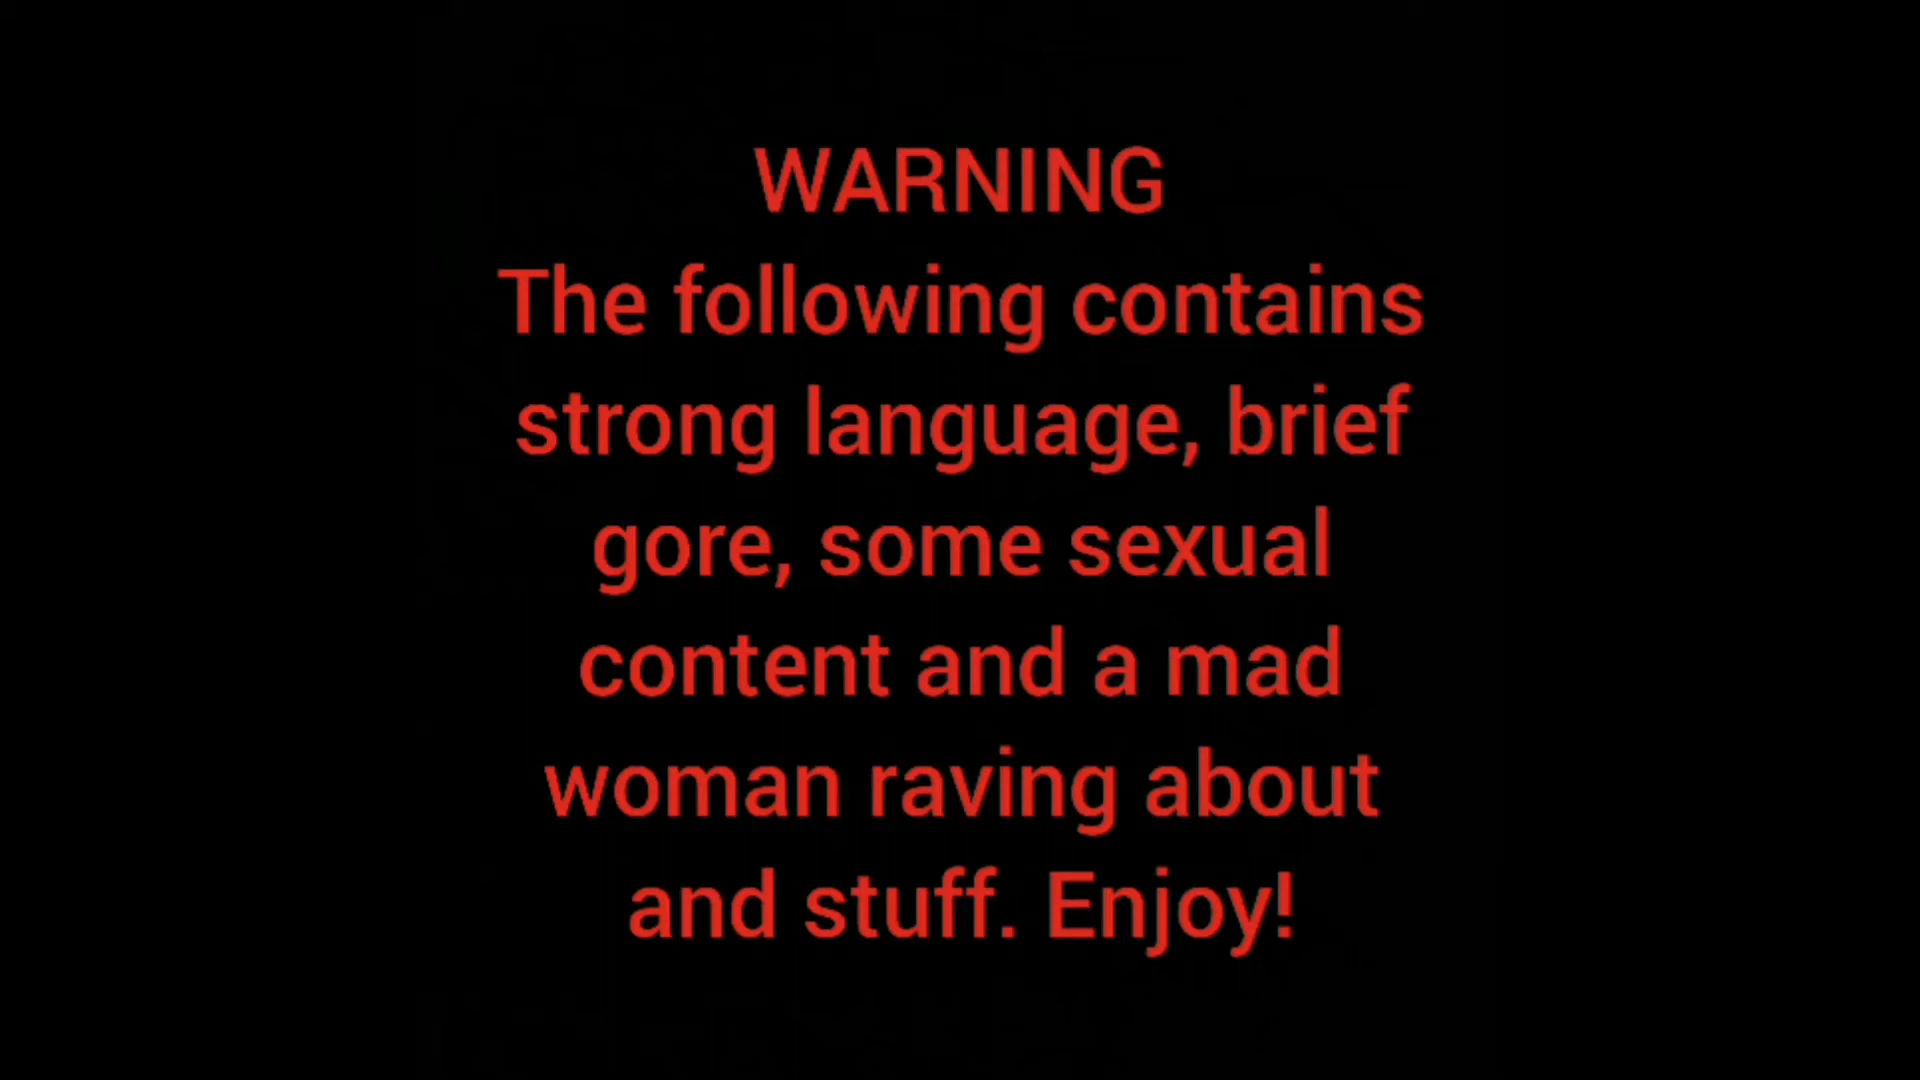 WARNING
The following contains
strong language, brief
gore, some sexual
content and a mad
woman raving about
and stuff. Enjoy!